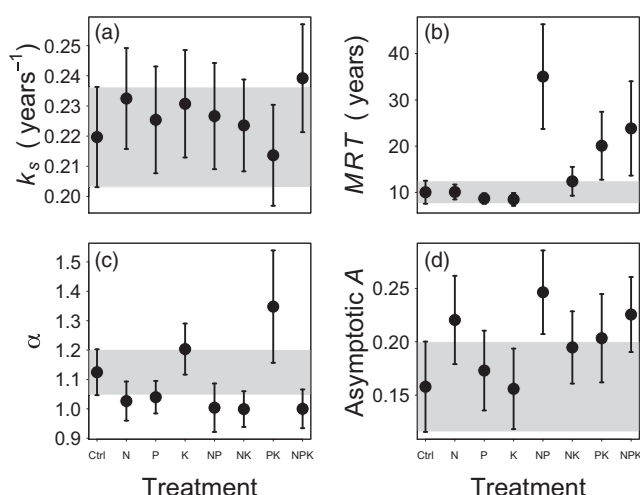 (a)
k_s ( years⁻¹)
0.25
0.24
0.23
0.22
0.21
0.20
(b)
MRT ( years)
40
30
20
10
(c)
α
1.5
1.4
1.3
1.2
1.1
1.0
0.9
Ctrl N P K NP NK PK NPK
Treatment
(d)
Asymptotic A
0.25
0.20
0.15
Ctrl N P K NP NK PK NPK
Treatment